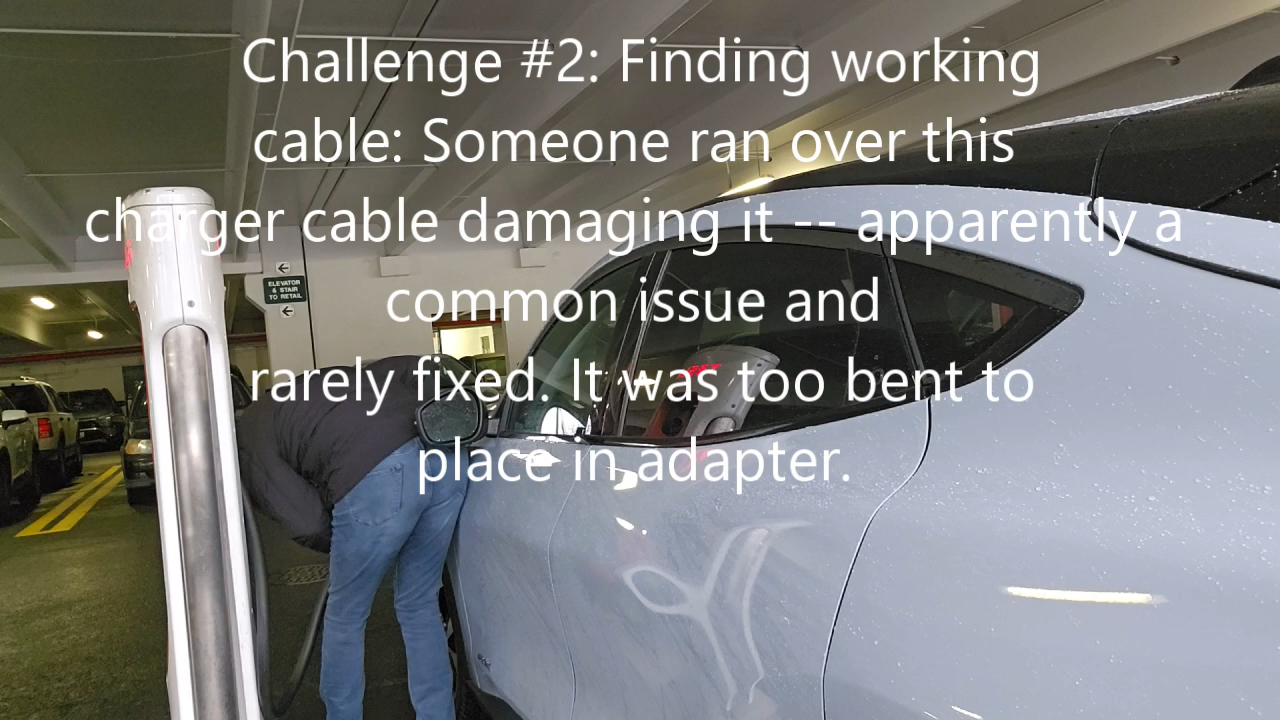 Challenge #2: Finding working
cable: Someone ran over this
charger cable damaging it -- apparently a
common issue and
rarely fixed. It was too bent to
place in adapter.
ELEVATOR
& STAIR
TO RETAIL